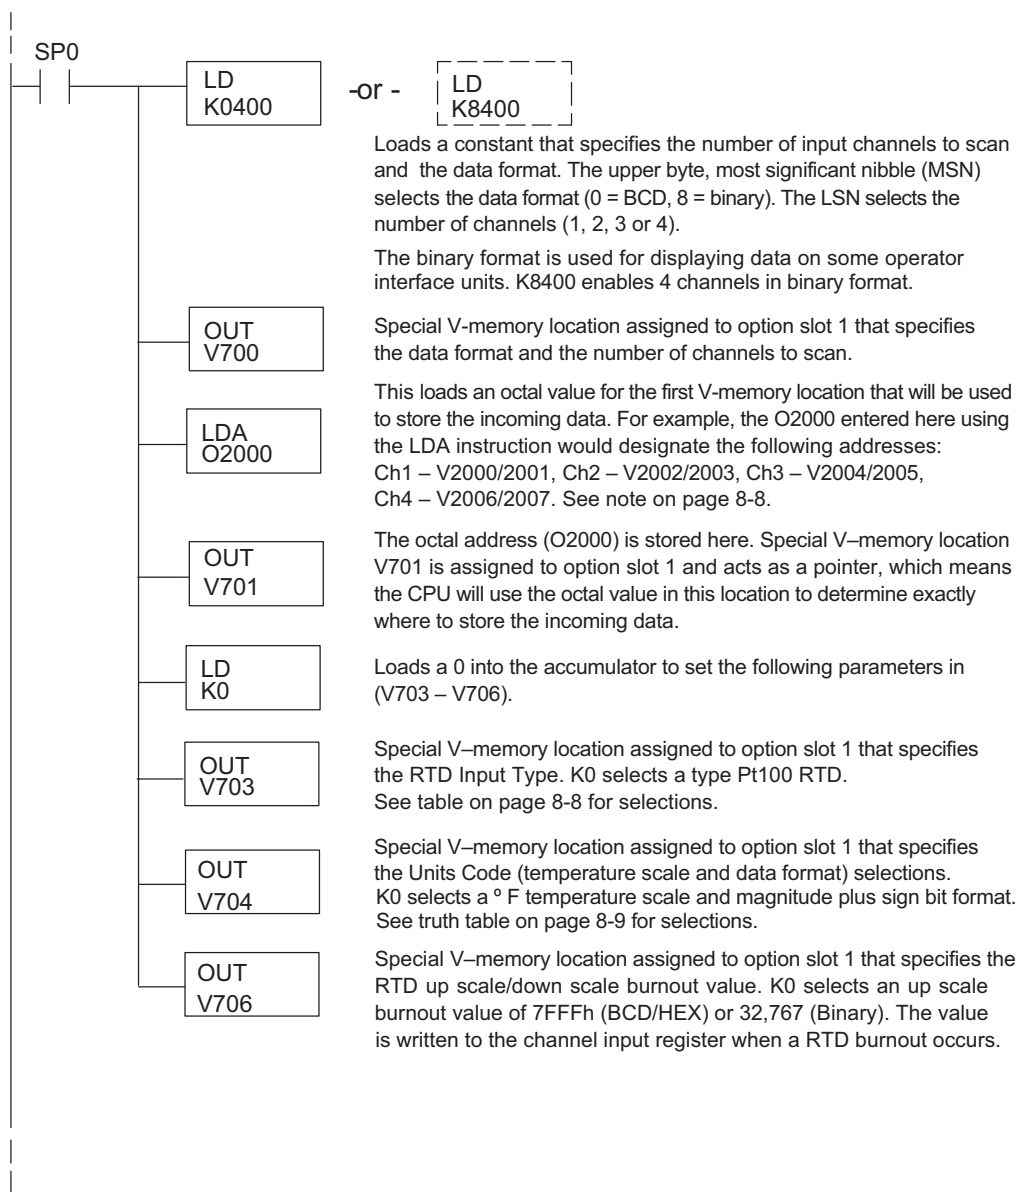 SP0
LD
K0400
-or -
LD
K8400
Loads a constant that specifies the number of input channels to scan
and the data format. The upper byte, most significant nibble (MSN)
selects the data format (0 = BCD, 8 = binary). The LSN selects the
number of channels (1, 2, 3 or 4).
The binary format is used for displaying data on some operator
interface units. K8400 enables 4 channels in binary format.
OUT
V700
Special V-memory location assigned to option slot 1 that specifies
the data format and the number of channels to scan.
LDA
O2000
This loads an octal value for the first V-memory location that will be used
to store the incoming data. For example, the O2000 entered here using
the LDA instruction would designate the following addresses:
Ch1 – V2000/2001, Ch2 – V2002/2003, Ch3 – V2004/2005,
Ch4 – V2006/2007. See note on page 8-8.
OUT
V701
The octal address (O2000) is stored here. Special V–memory location
V701 is assigned to option slot 1 and acts as a pointer, which means
the CPU will use the octal value in this location to determine exactly
where to store the incoming data.
LD
K0
Loads a 0 into the accumulator to set the following parameters in
(V703 – V706).
OUT
V703
Special V–memory location assigned to option slot 1 that specifies
the RTD Input Type. K0 selects a type Pt100 RTD.
See table on page 8-8 for selections.
OUT
V704
Special V–memory location assigned to option slot 1 that specifies
the Units Code (temperature scale and data format) selections.
K0 selects a º F temperature scale and magnitude plus sign bit format.
See truth table on page 8-9 for selections.
OUT
V706
Special V–memory location assigned to option slot 1 that specifies the
RTD up scale/down scale burnout value. K0 selects an up scale
burnout value of 7FFFh (BCD/HEX) or 32,767 (Binary). The value
is written to the channel input register when a RTD burnout occurs.